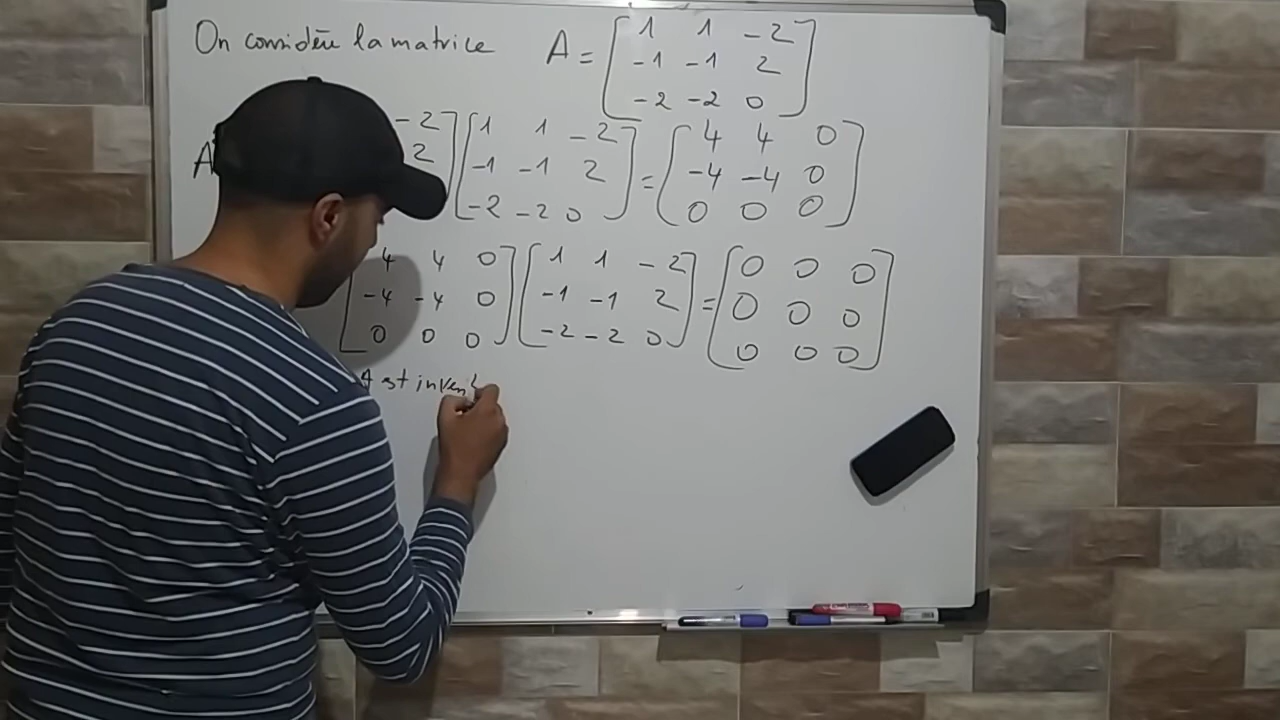 On considère la matrice A = [ 1 1 -2
-1 -1 2
-2 -2 0 ]
A -2 ] [ 1 1 -2 ] = [ 4 4 0 ]
2 ] [ -1 -1 2 ] [ -4 -4 0 ]
[ -2 -2 0 ] [ 0 0 0 ]
[ 4 4 0 ] [ 1 1 -2 ] = [ 0 0 0 ]
[ -4 -4 0 ] [ -1 -1 2 ] [ 0 0 0 ]
[ 0 0 0 ] [ -2 -2 0 ] [ 0 0 0 ]
A est